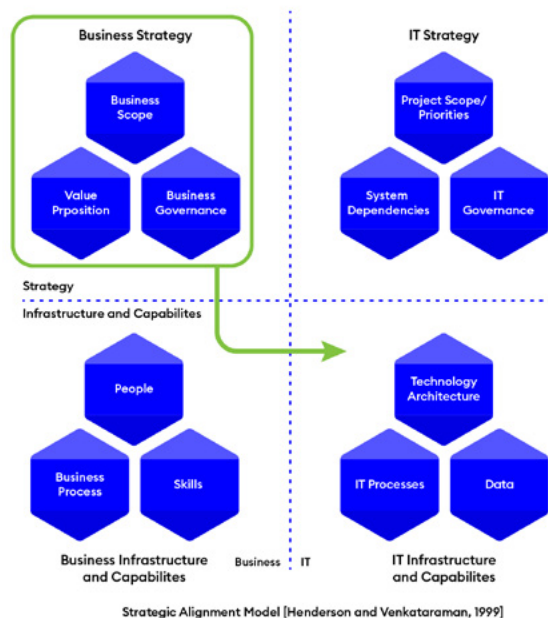 Business Strategy
Business
Scope
Value
Prposition
Business
Governance
IT Strategy
Project Scope/
Priorities
System
Dependencies
IT
Governance
Strategy
Infrastructure and Capabilites
People
Business
Process
Skills
Business Infrastructure
and Capabilites
Business
IT
Technology
Architecture
IT Processes
Data
IT Infrastructure
and Capabilites
Strategic Alignment Model [Henderson and Venkataraman, 1999]